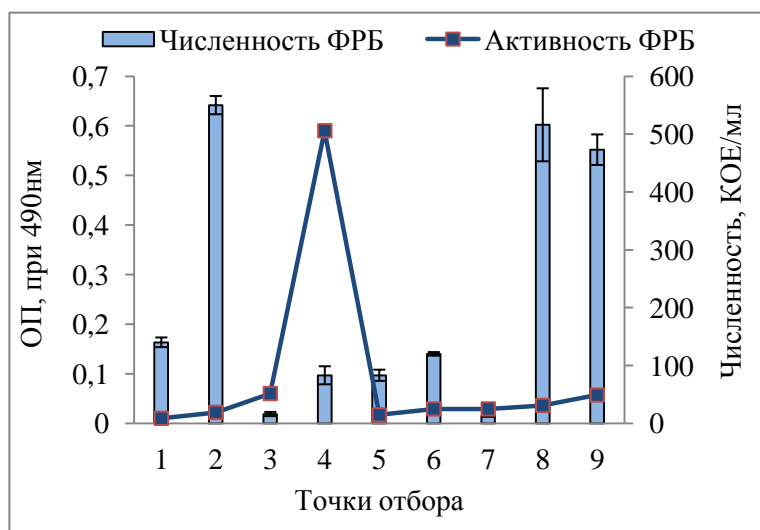 Численность ФРБ Активность ФРБ
0,7 600
0,6 500
0,5 400
0,4 300
0,3 200
0,2 100
0,1 0
0
ОП, при 490нм
Численность, КОЕ/мл
1 2 3 4 5 6 7 8 9
Точки отбора